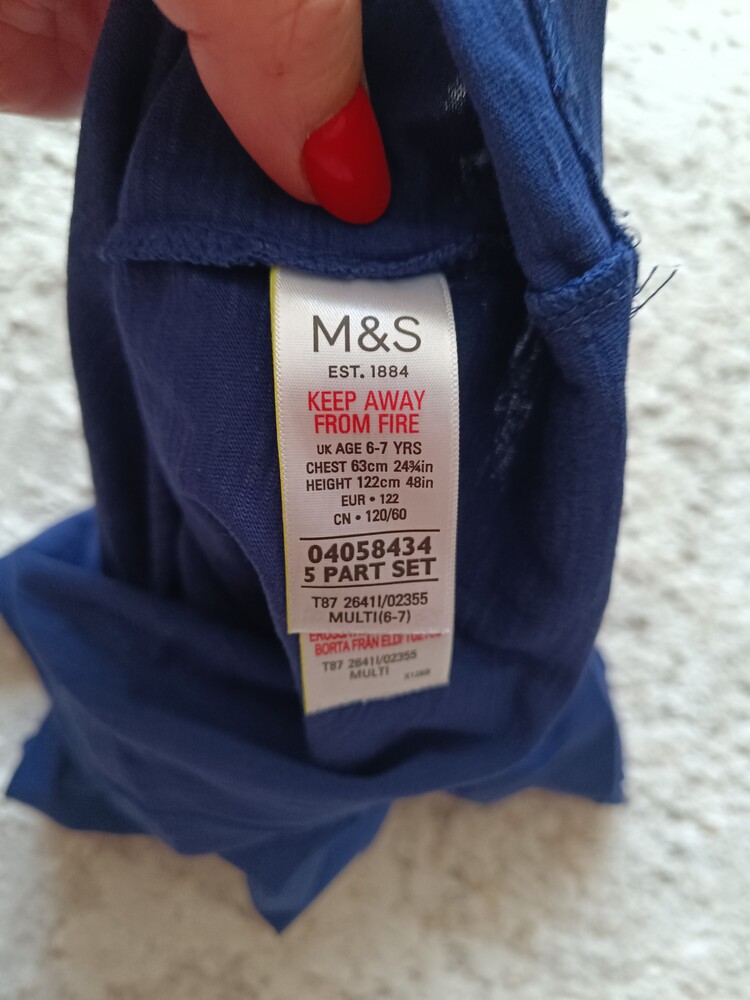 M&S
EST. 1884
KEEP AWAY
FROM FIRE
UK AGE 6-7 YRS
CHEST 63cm 24¾in
HEIGHT 122cm 48in
EUR • 122
CN • 120/60
04058434
5 PART SET
T87 2641I/02355
MULTI(6-7)
BORTA FRÅN ELD!
T87 2641I/02355
MULTI